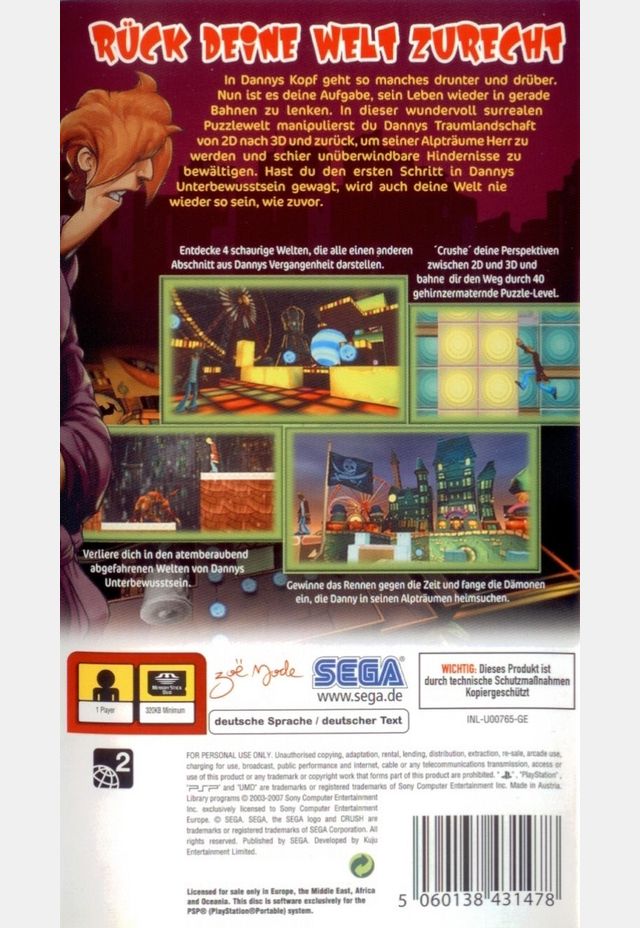 RÜCK DEINE WELT ZURECHT
In Dannys Kopf geht so manches drunter und drüber.
Nun ist es deine Aufgabe, sein Leben wieder in gerade
Bahnen zu lenken. In dieser wundervoll surrealen
Puzzlewelt manipulierst du Dannys Traumlandschaft
von 2D nach 3D und zurück, um seiner Alpträume Herr zu
werden und schier unüberwindbare Hindernisse zu
bewältigen. Hast du den ersten Schritt in Dannys
Unterbewusstsein gewagt, wird auch deine Welt nie
wieder so sein, wie zuvor.
Entdecke 4 schaurige Welten, die alle einen anderen
Abschnitt aus Dannys Vergangenheit darstellen.
´Crushe´ deine Perspektiven
zwischen 2D und 3D und
bahne dir den Weg durch 40
gehirnzermaternde Puzzle-Level.
Verliere dich in den atemberaubend
abgefahrenen Welten von Dannys
Unterbewusstsein.
Gewinne das Rennen gegen die Zeit und fange die Dämonen
ein, die Danny in seinen Alpträumen heimsuchen.
1 Player
MEMORY STICK
DUO
320KB Minimum
zoë mode
SEGA®
www.sega.de
deutsche Sprache / deutscher Text
WICHTIG: Dieses Produkt ist
durch technische Schutzmaßnahmen
Kopiergeschützt
INL-U00765-GE
2
FOR PERSONAL USE ONLY. Unauthorised copying, adaptation, rental, lending, distribution, extraction, re-sale, arcade use,
charging for use, broadcast, public performance and internet, cable or any telecommunications transmission, access or
use of this product or any trademark or copyright work that forms part of this product are prohibited. " ", "PlayStation",
"PSP" and "UMD" are trademarks or registered trademarks of Sony Computer Entertainment Inc. Made in Austria.
Library programs © 2003-2007 Sony Computer Entertainment
Inc. exclusively licensed to Sony Computer Entertainment
Europe. © SEGA. SEGA, the SEGA logo and CRUSH are
trademarks or registered trademarks of SEGA Corporation. All
rights reserved. Published by SEGA. Developed by Kuju
Entertainment Limited.
Licensed for sale only in Europe, the Middle East, Africa
and Oceania. This disc is software exclusively for the
PSP® (PlayStation®Portable) system.
5 060138 431478